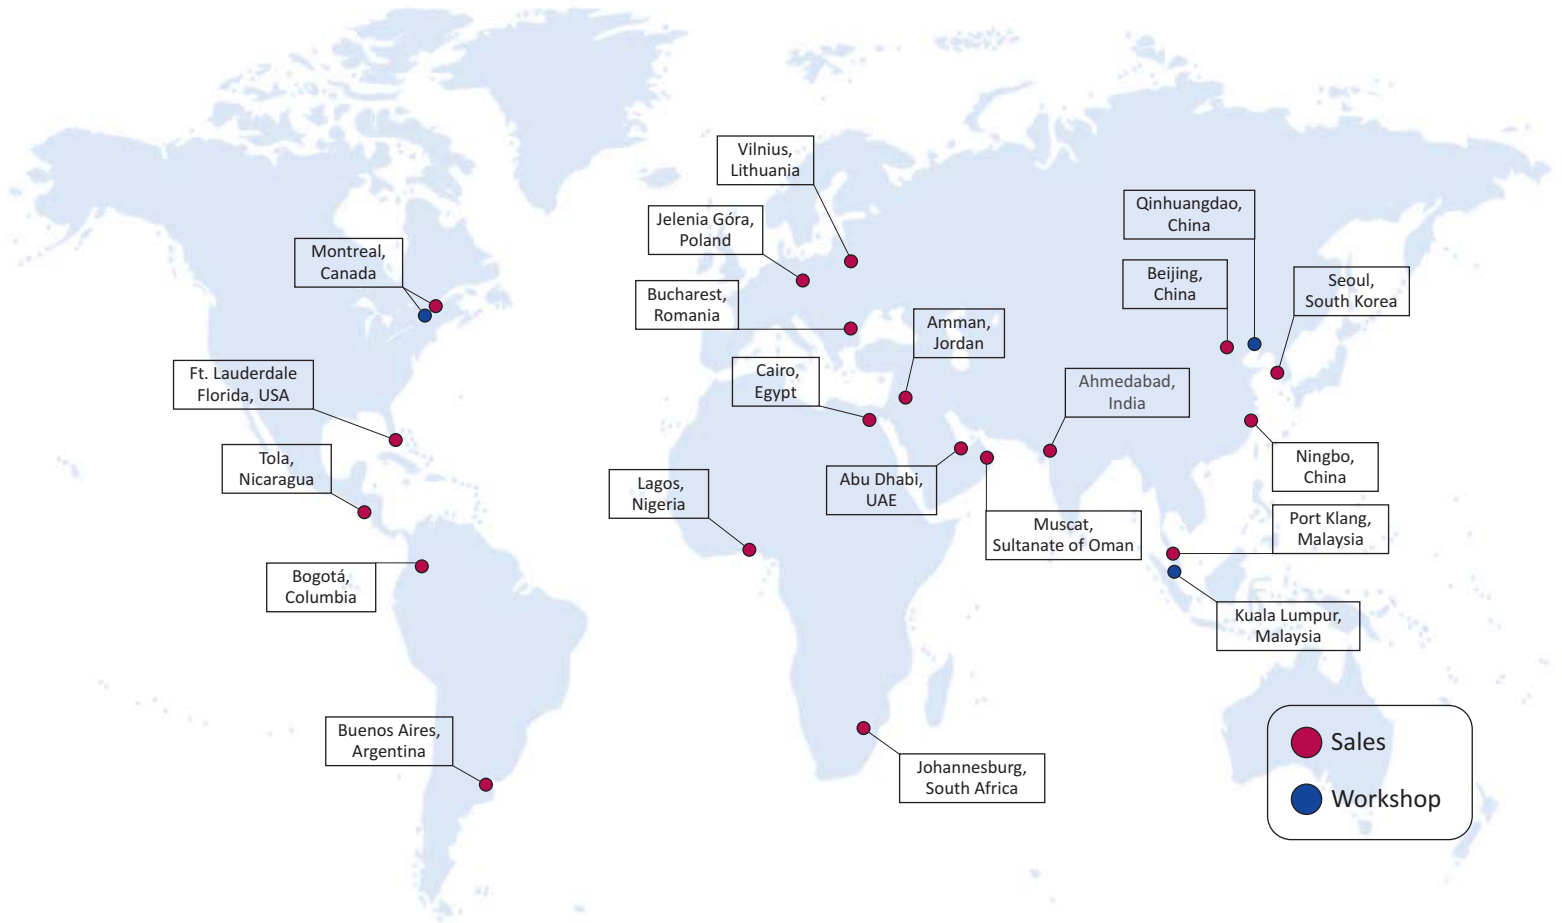 Vilnius,
Lithuania
Jelenia Góra,
Poland
Bucharest,
Romania
Montreal,
Canada
Ft. Lauderdale
Florida, USA
Tola,
Nicaragua
Bogotá,
Columbia
Buenos Aires,
Argentina
Amman,
Jordan
Cairo,
Egypt
Lagos,
Nigeria
Abu Dhabi,
UAE
Muscat,
Sultanate of Oman
Ahmedabad,
India
Johannesburg,
South Africa
Qinhuangdao,
China
Beijing,
China
Seoul,
South Korea
Ningbo,
China
Port Klang,
Malaysia
Kuala Lumpur,
Malaysia
Sales
Workshop